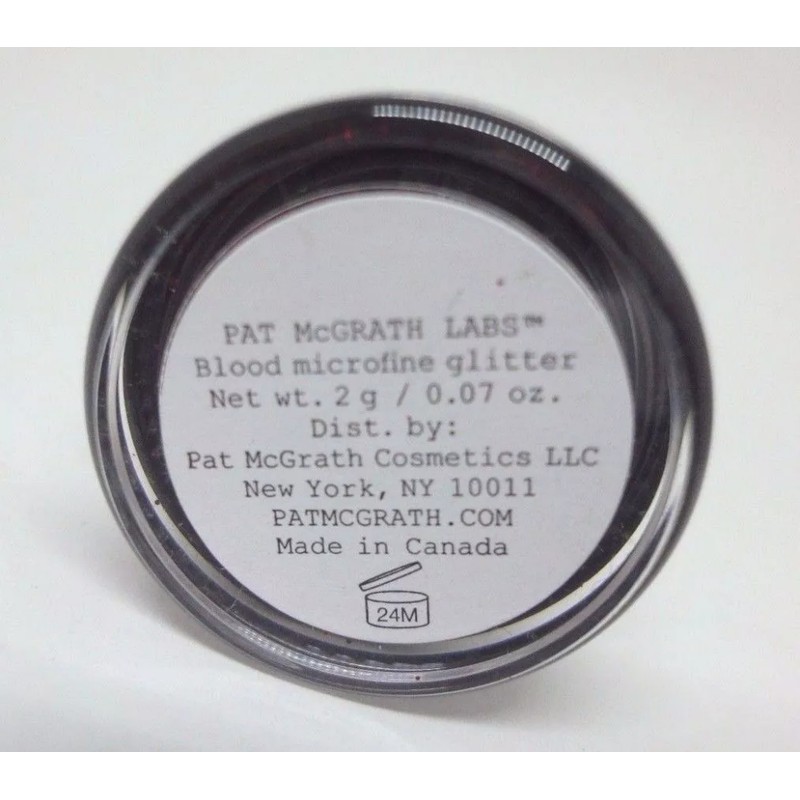 PAT McGRATH LABS™
Blood microfine glitter
Net wt. 2 g / 0.07 oz.
Dist. by:
Pat McGrath Cosmetics LLC
New York, NY 10011
PATMCGRATH.COM
Made in Canada
24M